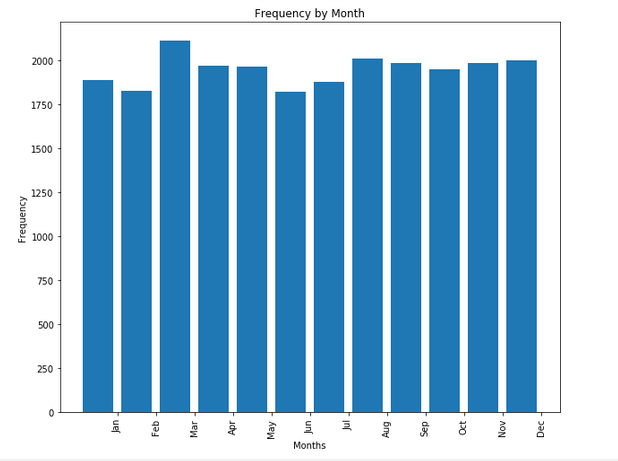 Frequency by Month
2000
1750
1500
1250
1000
750
500
250
0
Frequency
Jan
Feb
Mar
Apr
May
Jun
Jul
Aug
Sep
Oct
Nov
Dec
Months